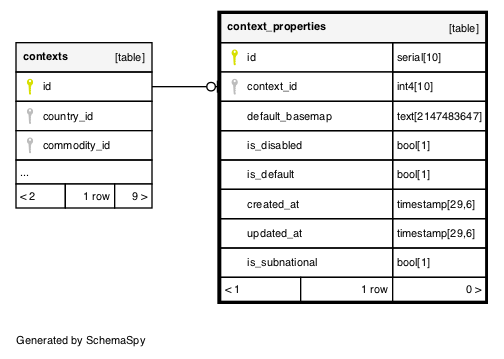 contexts [table]
id
country_id
commodity_id
...
< 2 1 row 9 >
context_properties [table]
id serial[10]
context_id int4[10]
default_basemap text[2147483647]
is_disabled bool[1]
is_default bool[1]
created_at timestamp[29,6]
updated_at timestamp[29,6]
is_subnational bool[1]
< 1 1 row 0 >
Generated by SchemaSpy